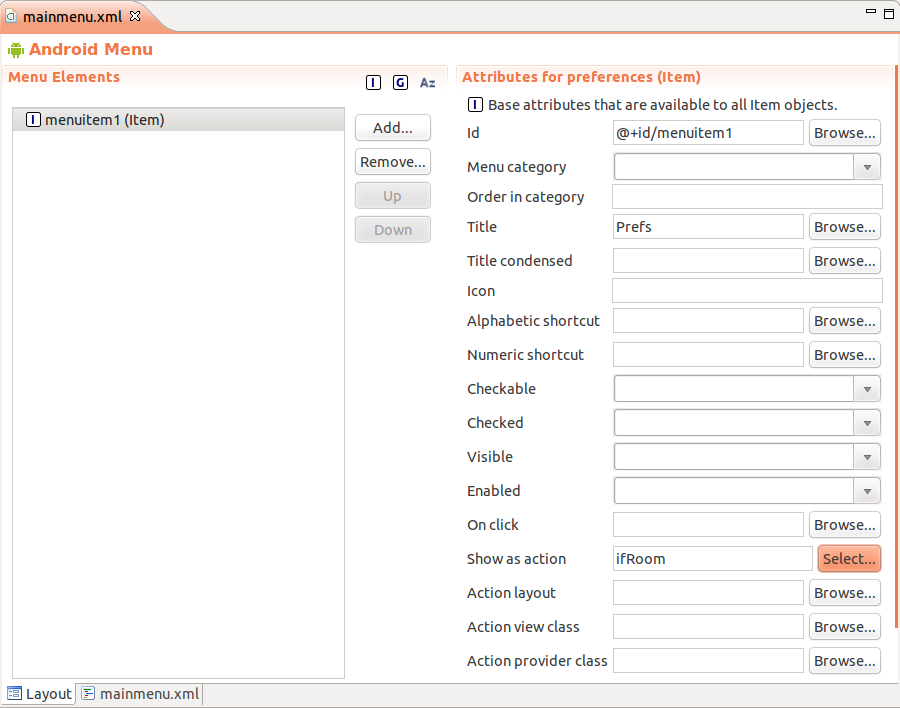 mainmenu.xml
Android Menu
Menu Elements
I G Az
I menuitem1 (Item)
Add...
Remove...
Up
Down
Attributes for preferences (Item)
I Base attributes that are available to all Item objects.
Id @+id/menuitem1 Browse...
Menu category
Order in category
Title Prefs Browse...
Title condensed Browse...
Icon
Alphabetic shortcut Browse...
Numeric shortcut Browse...
Checkable
Checked
Visible
Enabled
On click Browse...
Show as action ifRoom Select...
Action layout Browse...
Action view class Browse...
Action provider class Browse...
Layout mainmenu.xml